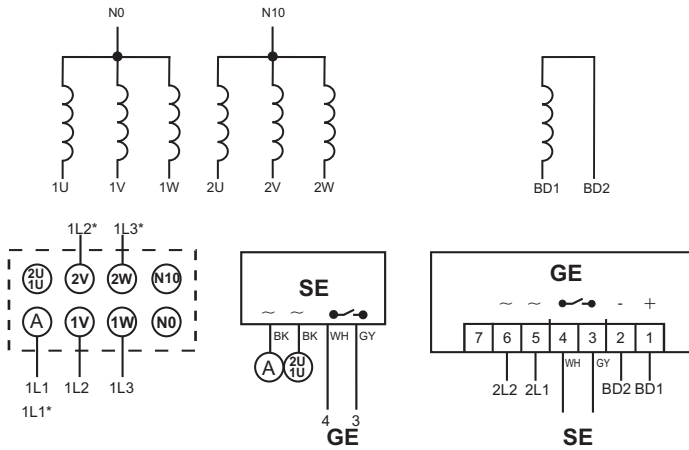 N0 N10
1U 1V 1W 2U 2V 2W BD1 BD2
1L2* 1L3*
2U
1U
2V 2W N10
A 1V 1W N0
1L1 1L2 1L3
1L1*
SE
~ ~
BK BK WH GY
A
2U
1U
4 3
GE
GE
~ ~ - +
7 6 5 4 3 2 1
WH GY
2L2 2L1 BD2 BD1
SE